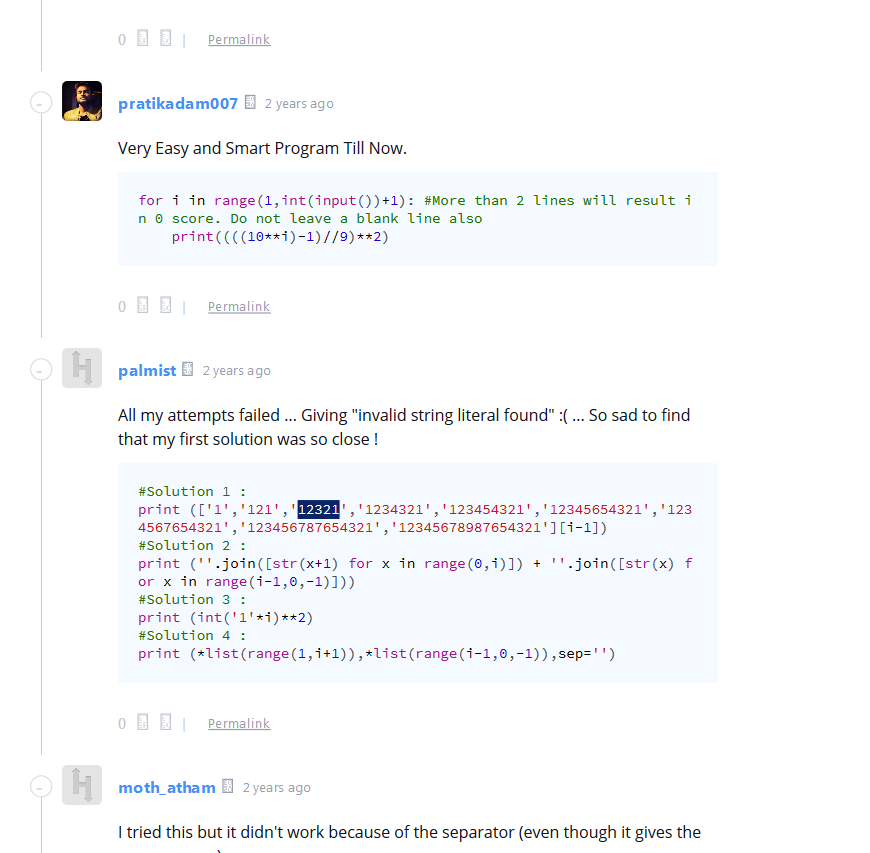 0 | Permalink
pratikadam007 2 years ago
Very Easy and Smart Program Till Now.
for i in range(1,int(input())+1): #More than 2 lines will result i
n 0 score. Do not leave a blank line also
    print((((10**i)-1)//9)**2)
0 | Permalink
palmist 2 years ago
All my attempts failed ... Giving "invalid string literal found" :( ... So sad to find
that my first solution was so close !
#Solution 1 :
print (['1','121','12321','1234321','123454321','12345654321','123
4567654321','123456787654321','12345678987654321'][i-1])
#Solution 2 :
print (''.join([str(x+1) for x in range(0,i)]) + ''.join([str(x) f
or x in range(i-1,0,-1)]))
#Solution 3 :
print (int('1'*i)**2)
#Solution 4 :
print (*list(range(1,i+1)),*list(range(i-1,0,-1)),sep='')
0 | Permalink
moth_atham 2 years ago
I tried this but it didn't work because of the separator (even though it gives the